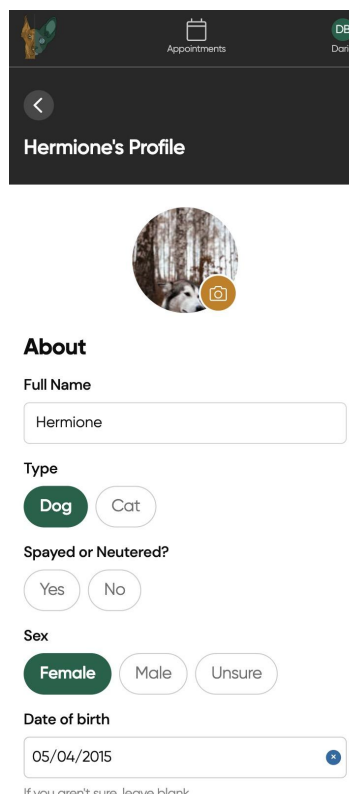 DB
Appointments
Hermione's Profile
About
Full Name
Hermione
Type
Dog Cat
Spayed or Neutered?
Yes No
Sex
Female Male Unsure
Date of birth
05/04/2015
If you aren't sure, leave blank